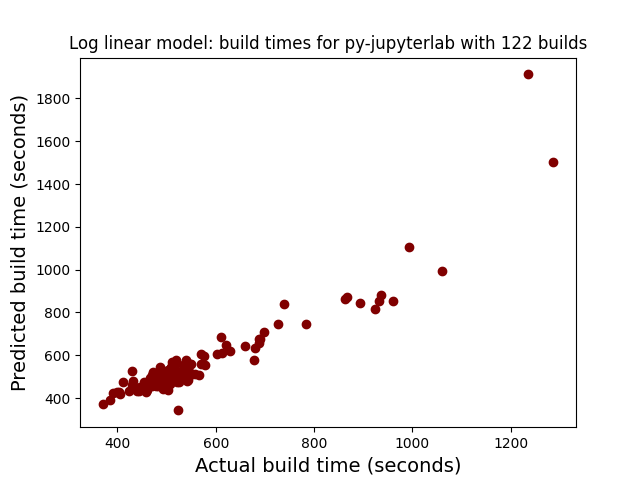 Log linear model: build times for py-jupyterlab with 122 builds
Predicted build time (seconds)
1800
1600
1400
1200
1000
800
600
400
400 600 800 1000 1200
Actual build time (seconds)